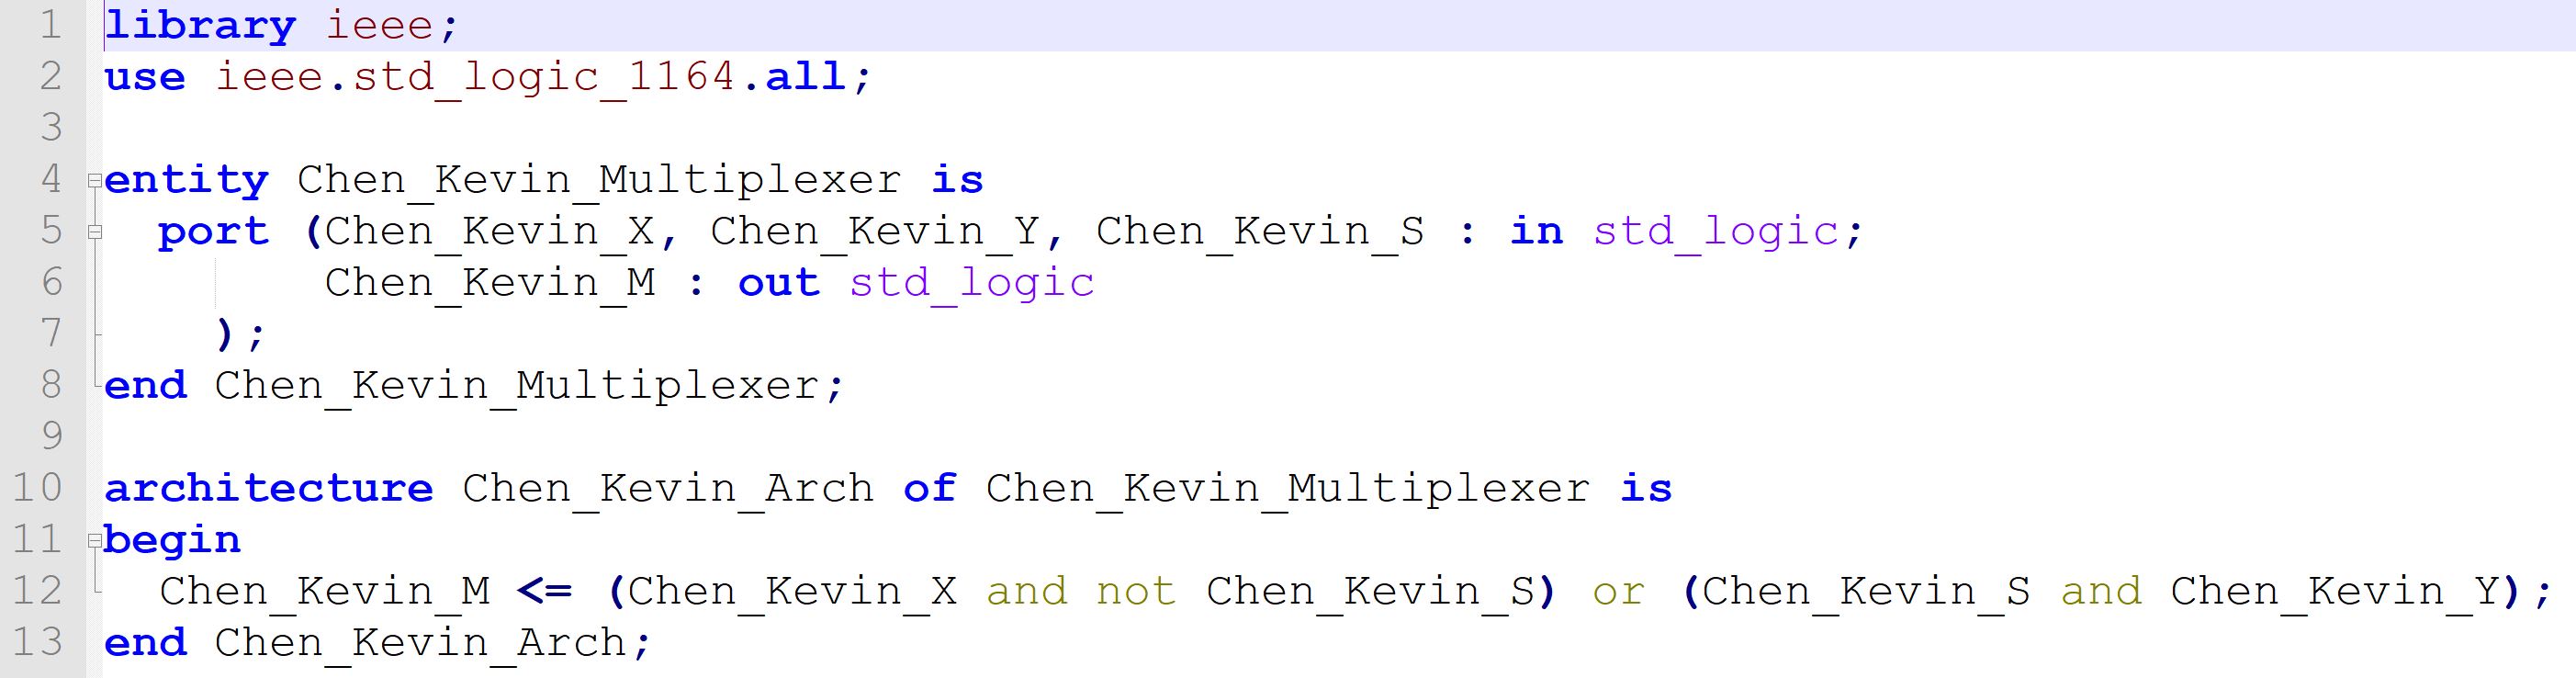 1 library ieee;
2 use ieee.std_logic_1164.all;
3
4 entity Chen_Kevin_Multiplexer is
5   port (Chen_Kevin_X, Chen_Kevin_Y, Chen_Kevin_S : in std_logic;
6         Chen_Kevin_M : out std_logic
7     );
8 end Chen_Kevin_Multiplexer;
9
10 architecture Chen_Kevin_Arch of Chen_Kevin_Multiplexer is
11 begin
12   Chen_Kevin_M <= (Chen_Kevin_X and not Chen_Kevin_S) or (Chen_Kevin_S and Chen_Kevin_Y);
13 end Chen_Kevin_Arch;